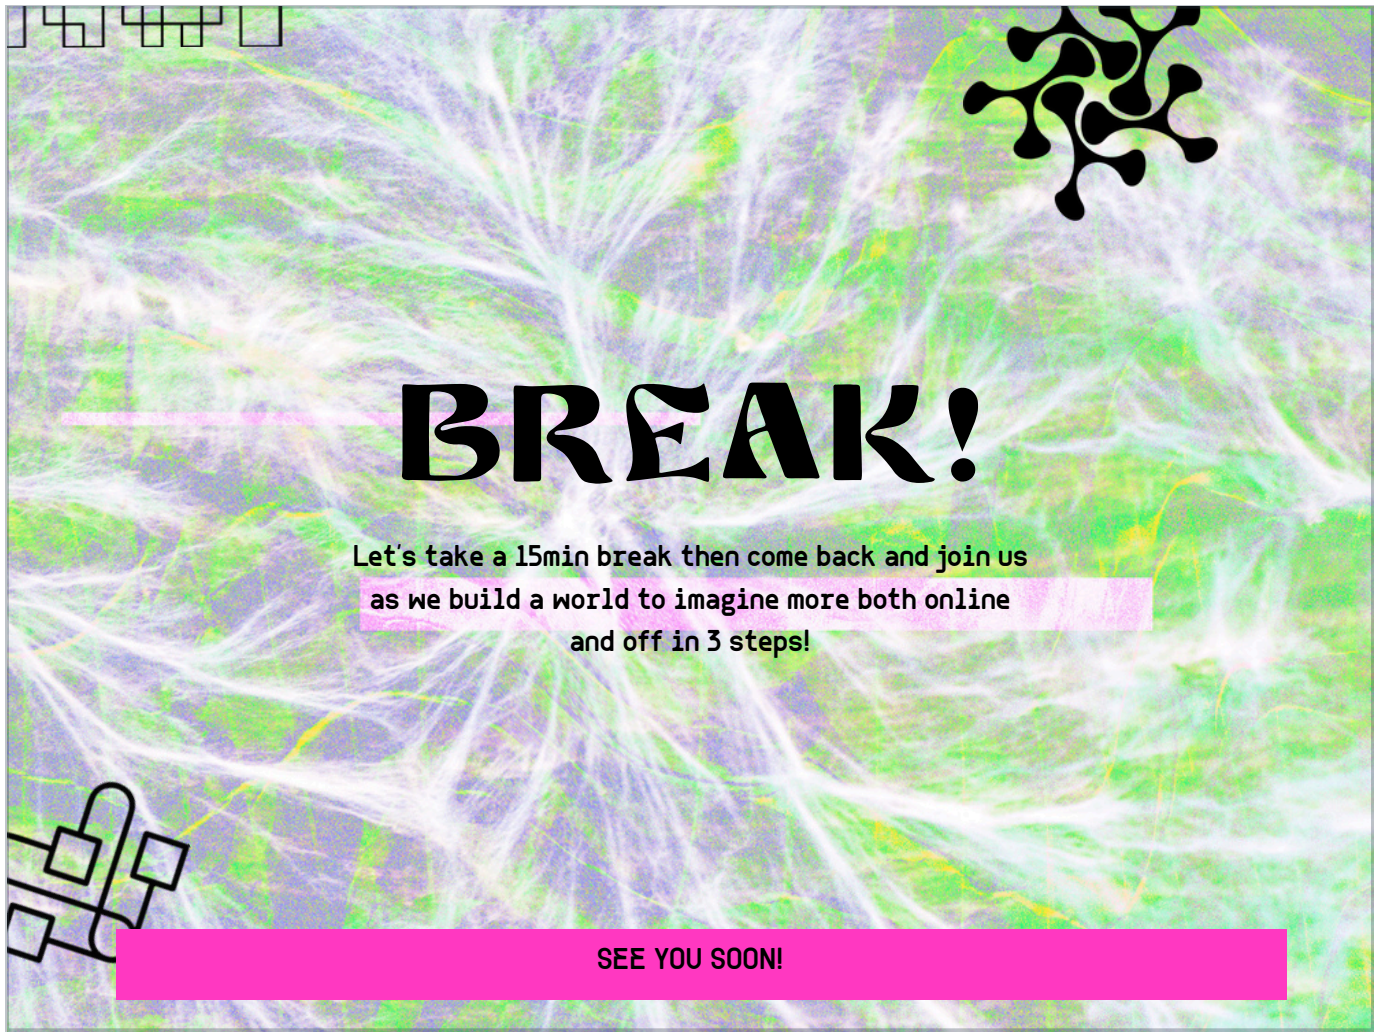 BREAK!
Let's take a 15min break then come back and join us
as we build a world to imagine more both online
and off in 3 steps!
SEE YOU SOON!